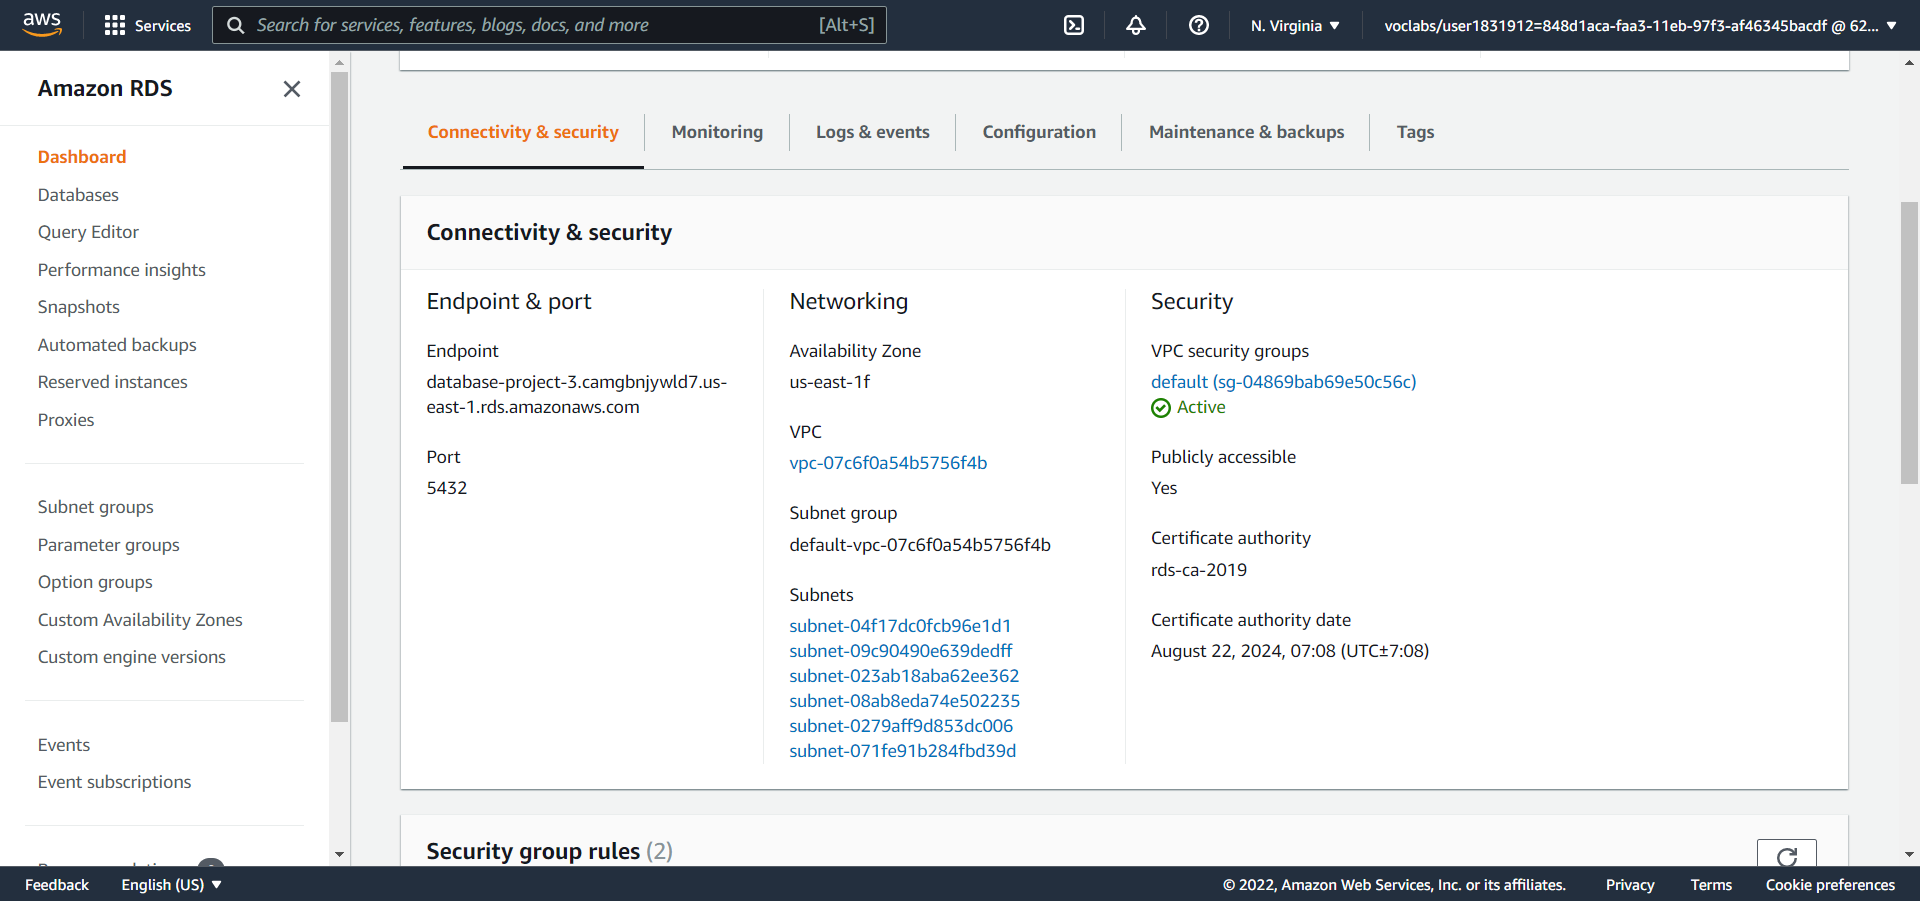 aws
Services
Search for services, features, blogs, docs, and more [Alt+S]
N. Virginia ▼
voclabs/user1831912=848d1aca-faa3-11eb-97f3-af46345bacdf @ 62... ▼
Amazon RDS
Dashboard
Databases
Query Editor
Performance insights
Snapshots
Automated backups
Reserved instances
Proxies
Subnet groups
Parameter groups
Option groups
Custom Availability Zones
Custom engine versions
Events
Event subscriptions
Connectivity & security
Monitoring
Logs & events
Configuration
Maintenance & backups
Tags
Connectivity & security
Endpoint & port
Endpoint
database-project-3.camgbnjywld7.us-
east-1.rds.amazonaws.com
Port
5432
Networking
Availability Zone
us-east-1f
VPC
vpc-07c6f0a54b5756f4b
Subnet group
default-vpc-07c6f0a54b5756f4b
Subnets
subnet-04f17dc0fcb96e1d1
subnet-09c90490e639dedff
subnet-023ab18aba62ee362
subnet-08ab8eda74e502235
subnet-0279aff9d853dc006
subnet-071fe91b284fbd39d
Security
VPC security groups
default (sg-04869bab69e50c56c)
Active
Publicly accessible
Yes
Certificate authority
rds-ca-2019
Certificate authority date
August 22, 2024, 07:08 (UTC±7:08)
Security group rules (2)
Feedback
English (US) ▼
© 2022, Amazon Web Services, Inc. or its affiliates.
Privacy
Terms
Cookie preferences